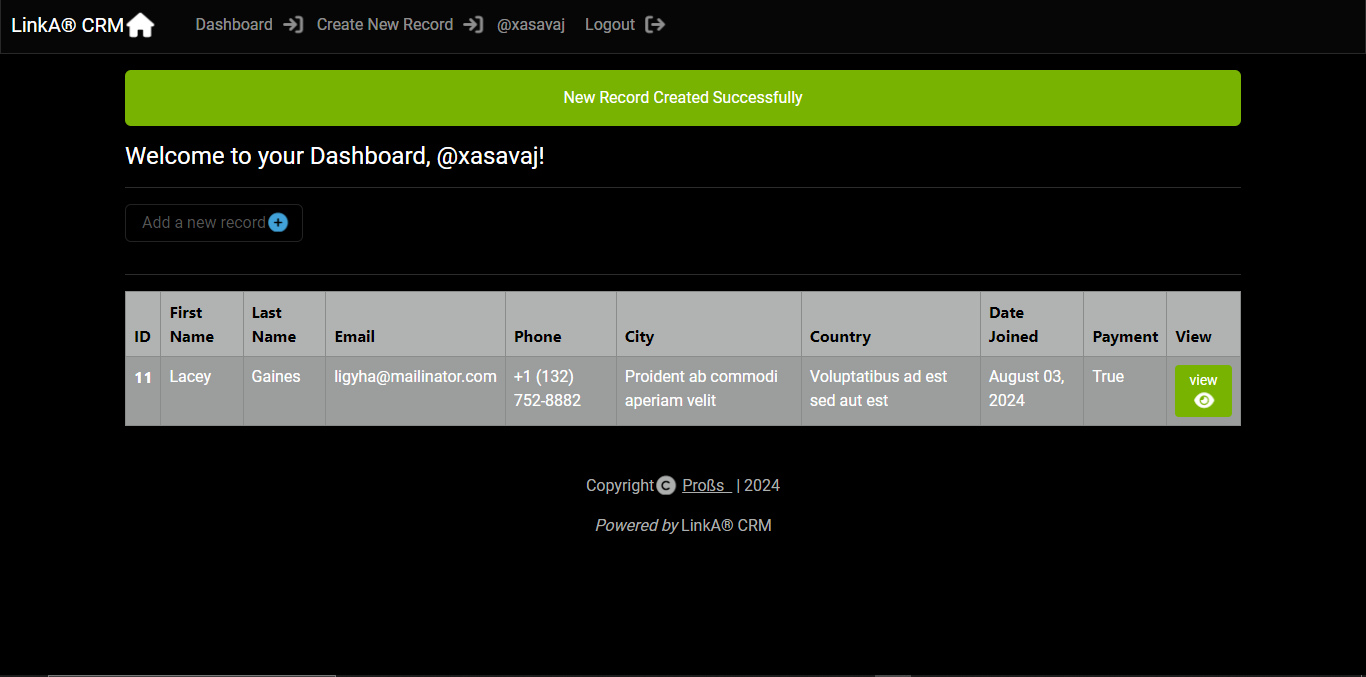 LinkA® CRM Dashboard Create New Record @xasavaj Logout
New Record Created Successfully
Welcome to your Dashboard, @xasavaj!
Add a new record
ID First Name Last Name Email Phone City Country Date Joined Payment View
11 Lacey Gaines ligyha@mailinator.com +1 (132) 752-8882 Proident ab commodi aperiam velit Voluptatibus ad est sed aut est August 03, 2024 True view
Copyright © Proßs | 2024
Powered by LinkA® CRM